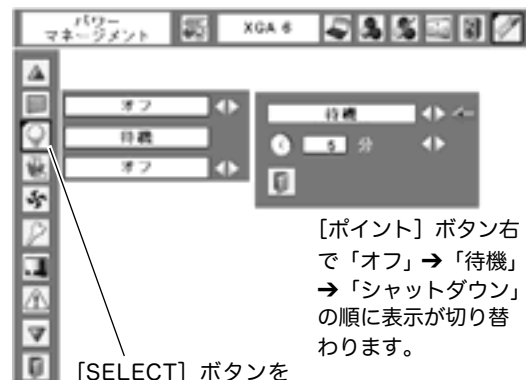 パワー
マネージメント
XGA 6
オフ
待機
オフ
待機
5 分
［ポイント］ボタン右
で「オフ」➔「待機」
➔「シャットダウン」
の順に表示が切り替
わります。
［SELECT］ボタンを